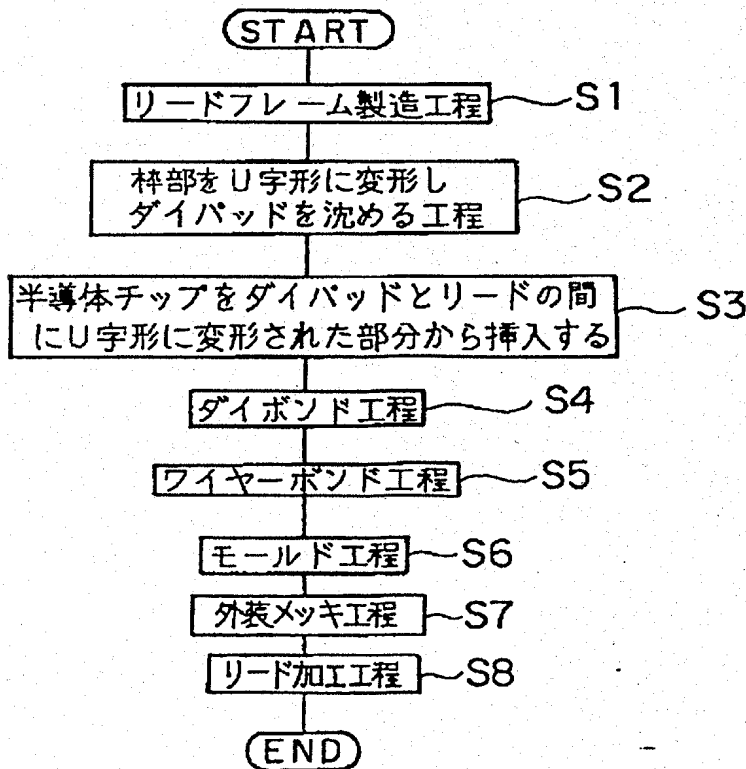 START
リードフレーム製造工程
S1
枠部をU字形に変形し
ダイパッドを沈める工程
S2
半導体チップをダイパッドとリードの間
にU字形に変形された部分から挿入する
S3
ダイボンド工程
S4
ワイヤーボンド工程
S5
モールド工程
S6
外装メッキ工程
S7
リード加工工程
S8
END